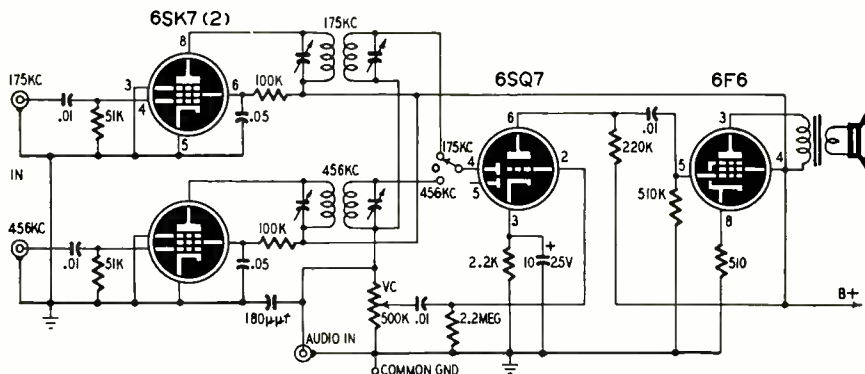 6SK7 (2)
175KC
6SQ7
6F6
175KC
8
3
4
6
5
.01
51K
100K
.05
IN
456KC
456KC
.01
51K
100K
.05
180μμf
175KC
4
5
456KC
6
2
3
2.2K
10
+
25V
VC
500K
.01
2.2MEG
AUDIO IN
COMMON GND
220K
.01
510K
3
5
4
8
510
B+